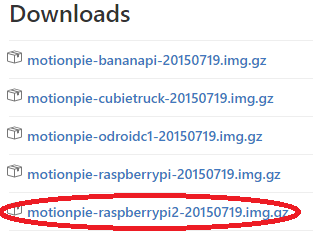 Downloads
motionpie-bananapi-20150719.img.gz
motionpie-cubietruck-20150719.img.gz
motionpie-odroidc1-20150719.img.gz
motionpie-raspberrypi-20150719.img.gz
motionpie-raspberrypi2-20150719.img.gz